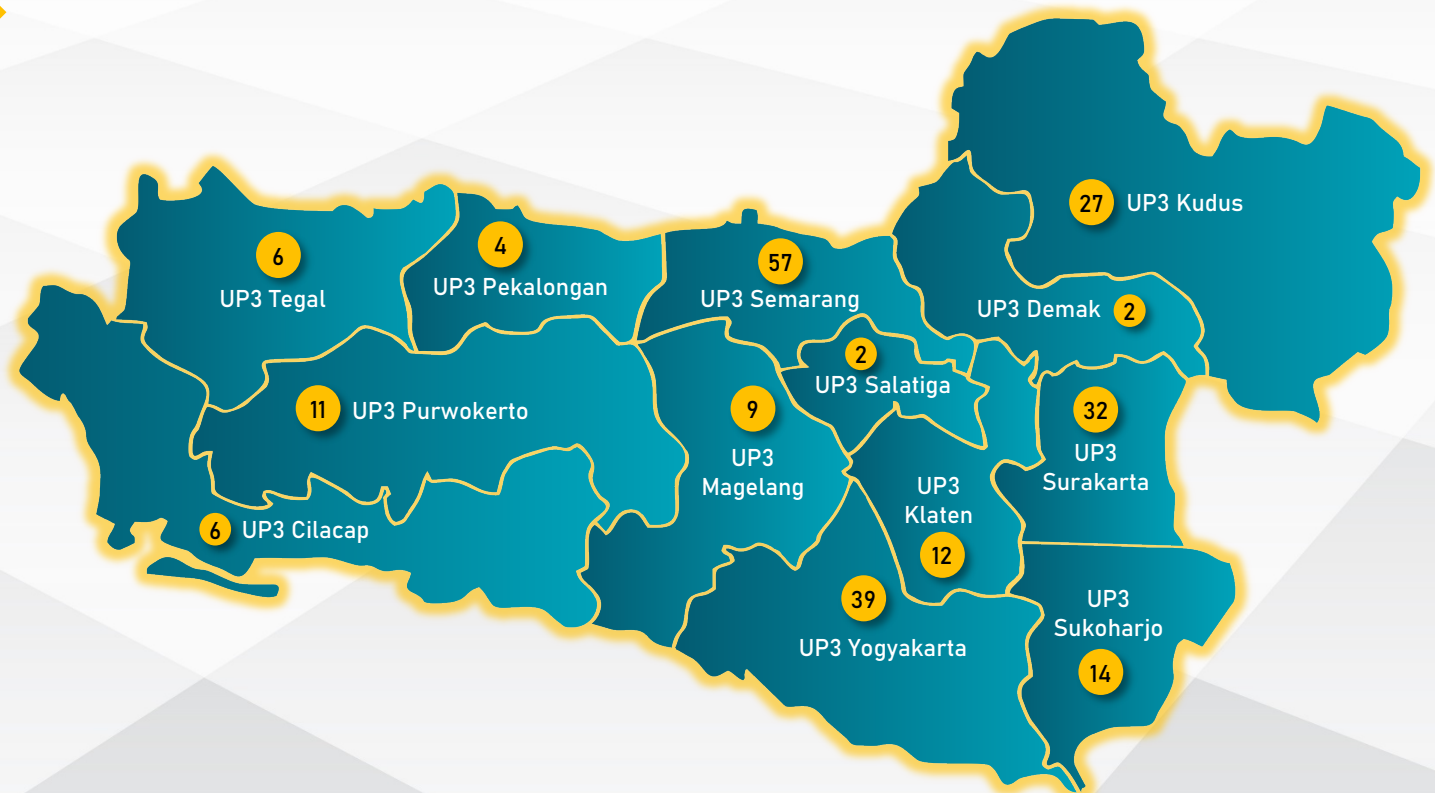 27
UP3 Kudus
6
UP3 Tegal
4
UP3 Pekalongan
57
UP3 Semarang
UP3 Demak
2
2
UP3 Salatiga
11
UP3 Purwokerto
9
UP3
Magelang
32
UP3
Surakarta
UP3
Klaten
12
6
UP3 Cilacap
39
UP3 Yogyakarta
UP3
Sukoharjo
14